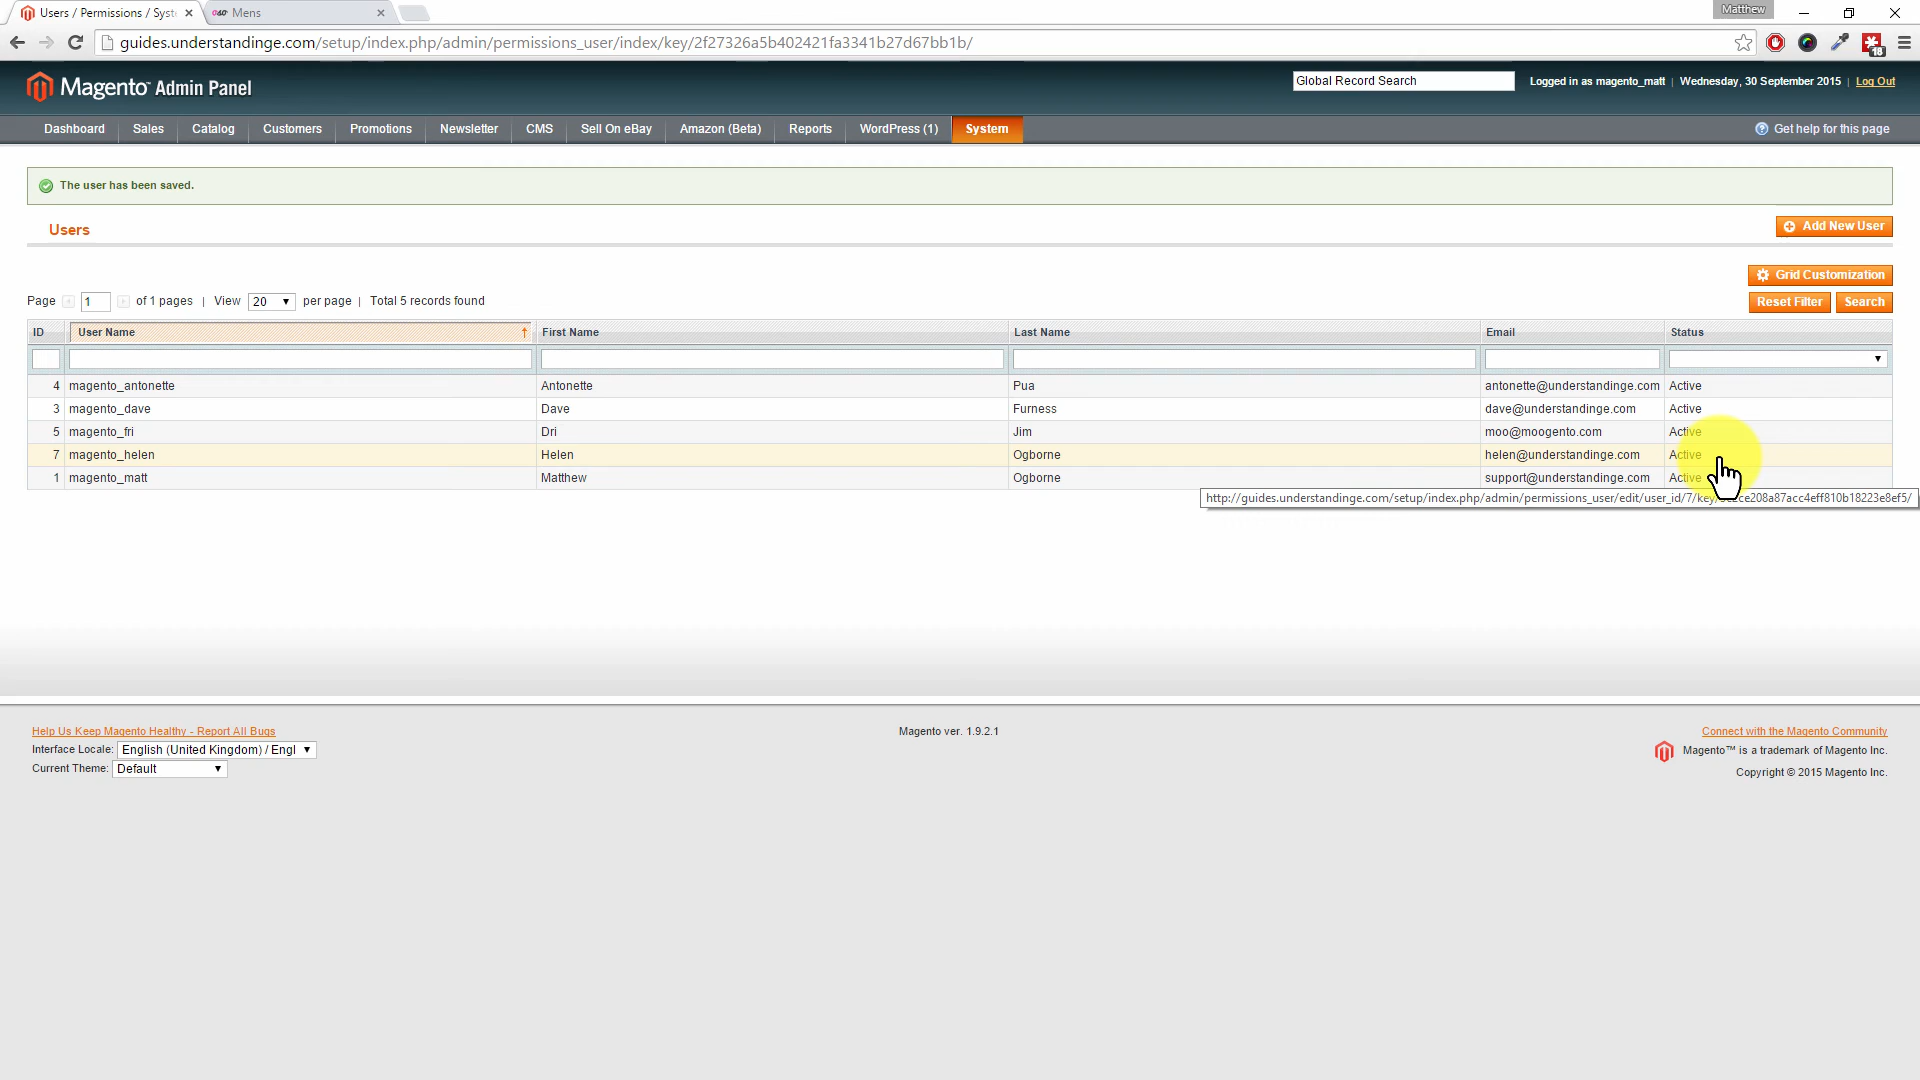 Users / Permissions / Syst
Mens
Matthew
guides.understandinge.com/setup/index.php/admin/permissions_user/index/key/2f27326a5b402421fa3341b27d67bb1b/
18
Magento™ Admin Panel
Global Record Search
Logged in as magento_matt | Wednesday, 30 September 2015 | Log Out
Dashboard Sales Catalog Customers Promotions Newsletter CMS Sell On eBay Amazon (Beta) Reports WordPress (1) System
Get help for this page
The user has been saved.
Users
Add New User
Grid Customization
Page 1 of 1 pages | View 20 per page | Total 5 records found
Reset Filter Search
ID User Name First Name Last Name Email Status
4 magento_antonette Antonette Pua antonette@understandinge.com Active
3 magento_dave Dave Furness dave@understandinge.com Active
5 magento_fri Dri Jim moo@moogento.com Active
7 magento_helen Helen Ogborne helen@understandinge.com Active
1 magento_matt Matthew Ogborne support@understandinge.com Active
http://guides.understandinge.com/setup/index.php/admin/permissions_user/edit/user_id/7/key/
Help Us Keep Magento Healthy - Report All Bugs
Magento ver. 1.9.2.1
Connect with the Magento Community
Interface Locale: English (United Kingdom) / Engl
Magento™ is a trademark of Magento Inc.
Current Theme: Default
Copyright © 2015 Magento Inc.